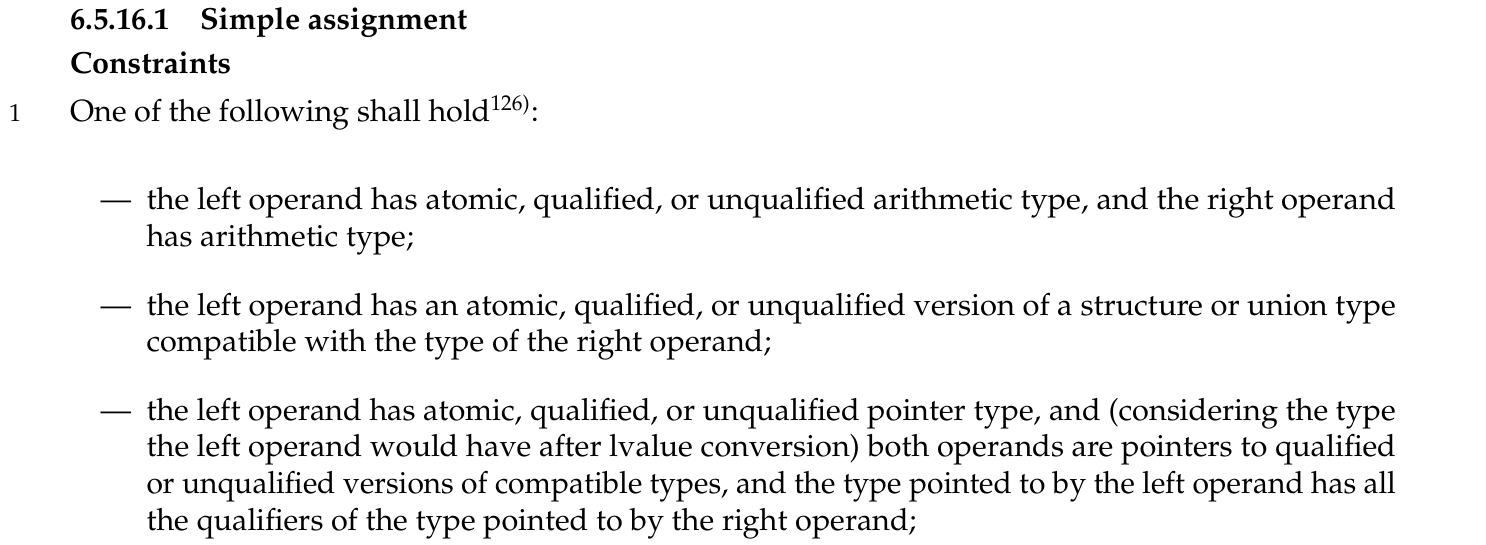 6.5.16.1 Simple assignment
Constraints
1 One of the following shall hold126):
— the left operand has atomic, qualified, or unqualified arithmetic type, and the right operand
has arithmetic type;
— the left operand has an atomic, qualified, or unqualified version of a structure or union type
compatible with the type of the right operand;
— the left operand has atomic, qualified, or unqualified pointer type, and (considering the type
the left operand would have after lvalue conversion) both operands are pointers to qualified
or unqualified versions of compatible types, and the type pointed to by the left operand has all
the qualifiers of the type pointed to by the right operand;